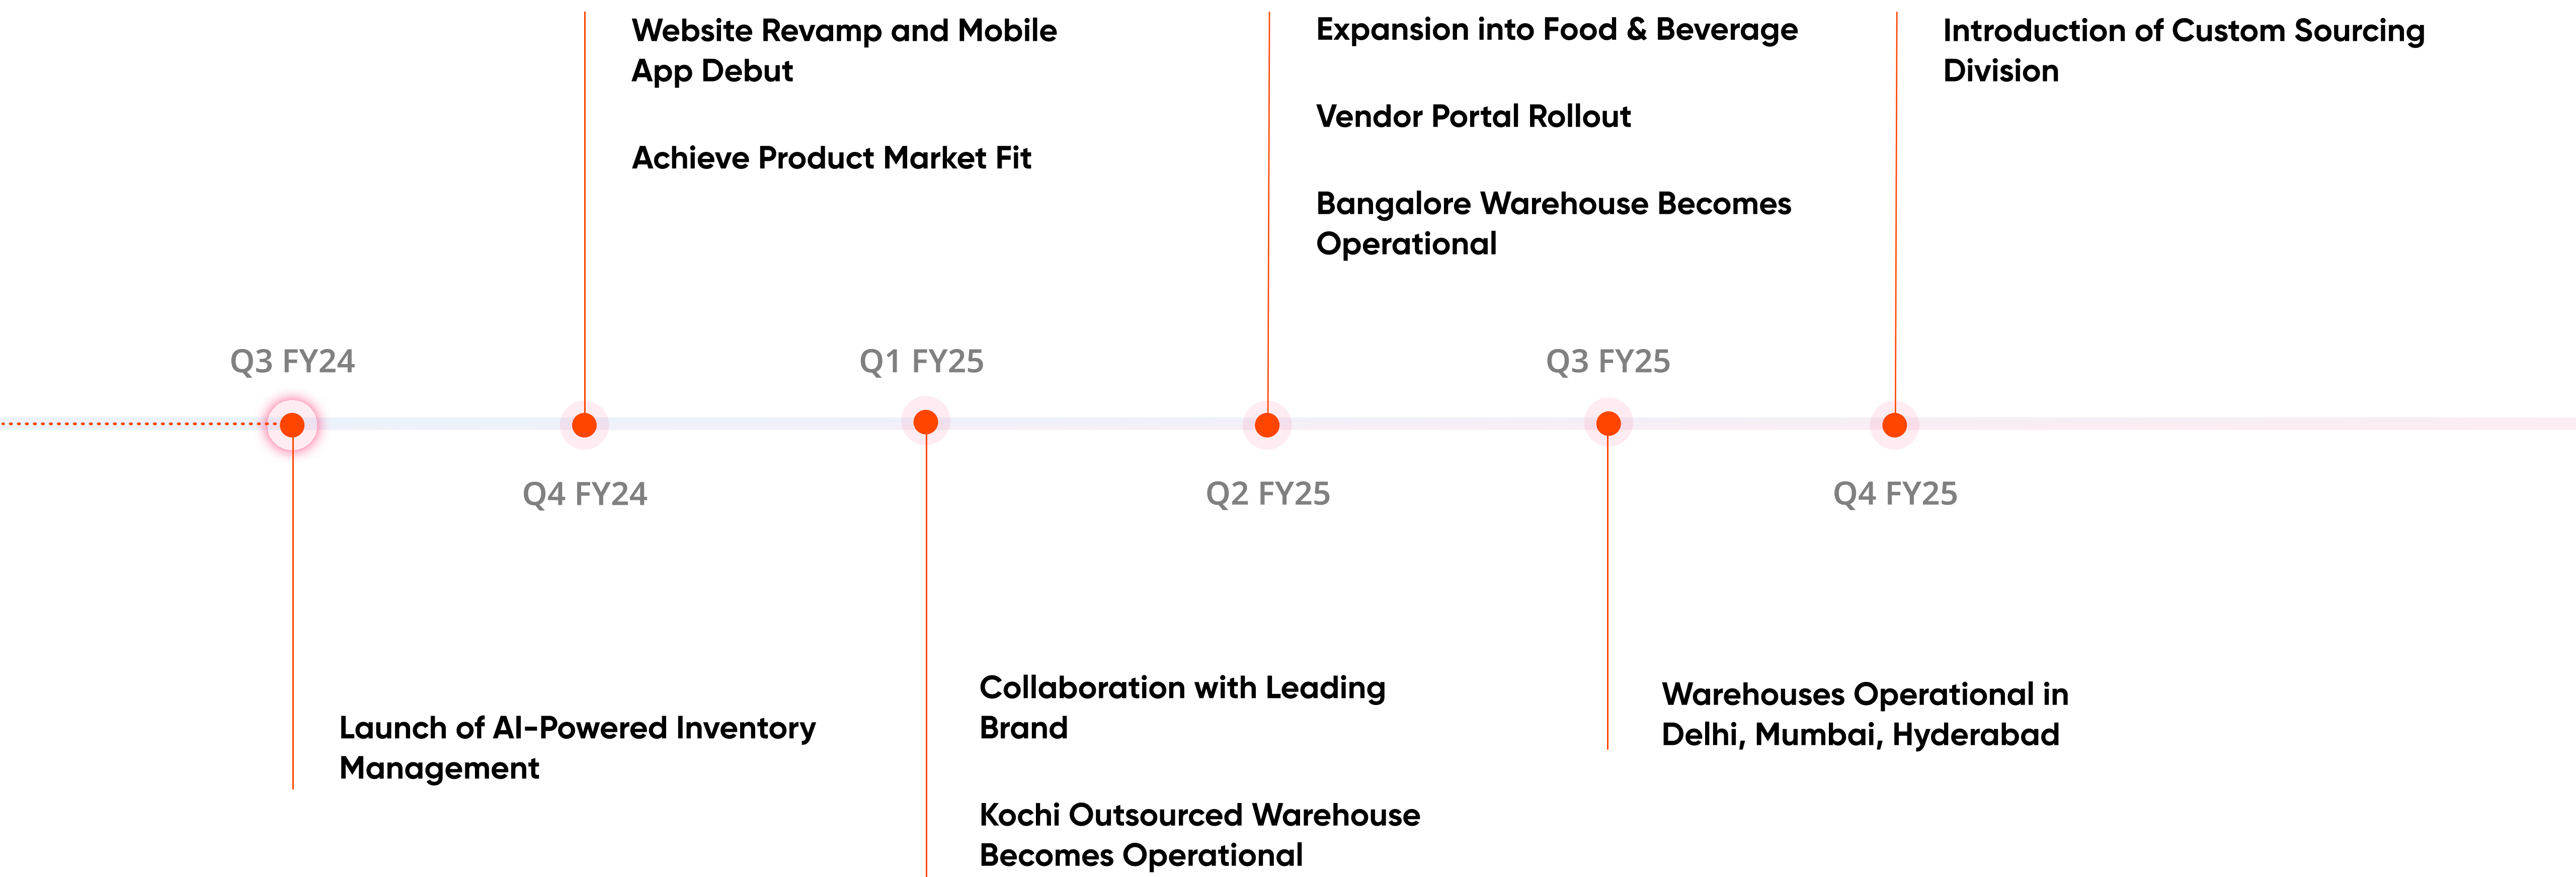 Website Revamp and Mobile
App Debut
Achieve Product Market Fit
Expansion into Food & Beverage
Vendor Portal Rollout
Bangalore Warehouse Becomes
Operational
Introduction of Custom Sourcing
Division
Q3 FY24
Q1 FY25
Q3 FY25
Q4 FY24
Q2 FY25
Q4 FY25
Launch of AI-Powered Inventory
Management
Collaboration with Leading
Brand
Kochi Outsourced Warehouse
Becomes Operational
Warehouses Operational in
Delhi, Mumbai, Hyderabad